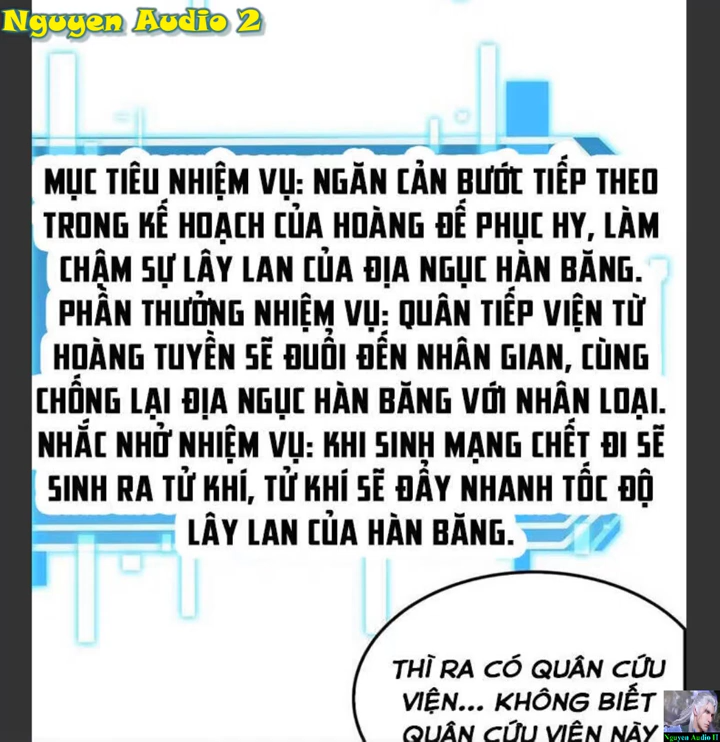 Nguyen Audio 2
MỤC TIÊU NHIỆM VỤ: NGĂN CẢN BƯỚC TIẾP THEO
TRONG KẾ HOẠCH CỦA HOÀNG ĐẾ PHỤC HY, LÀM
CHẬM SỰ LÂY LAN CỦA ĐỊA NGỤC HÀN BĂNG.
PHẦN THƯỞNG NHIỆM VỤ: QUÂN TIẾP VIỆN TỪ
HOÀNG TUYỀN SẼ ĐUỔI ĐẾN NHÂN GIAN, CÙNG
CHỐNG LẠI ĐỊA NGỤC HÀN BĂNG VỚI NHÂN LOẠI.
NHẮC NHỞ NHIỆM VỤ: KHI SINH MẠNG CHẾT ĐI SẼ
SINH RA TỬ KHÍ, TỬ KHÍ SẼ ĐẨY NHANH TỐC ĐỘ
LÂY LAN CỦA HÀN BĂNG.
THÌ RA CÓ QUÂN CỨU
VIỆN... KHÔNG BIẾT
QUÂN CỨU VIỆN NÀY
Nguyen Audio II